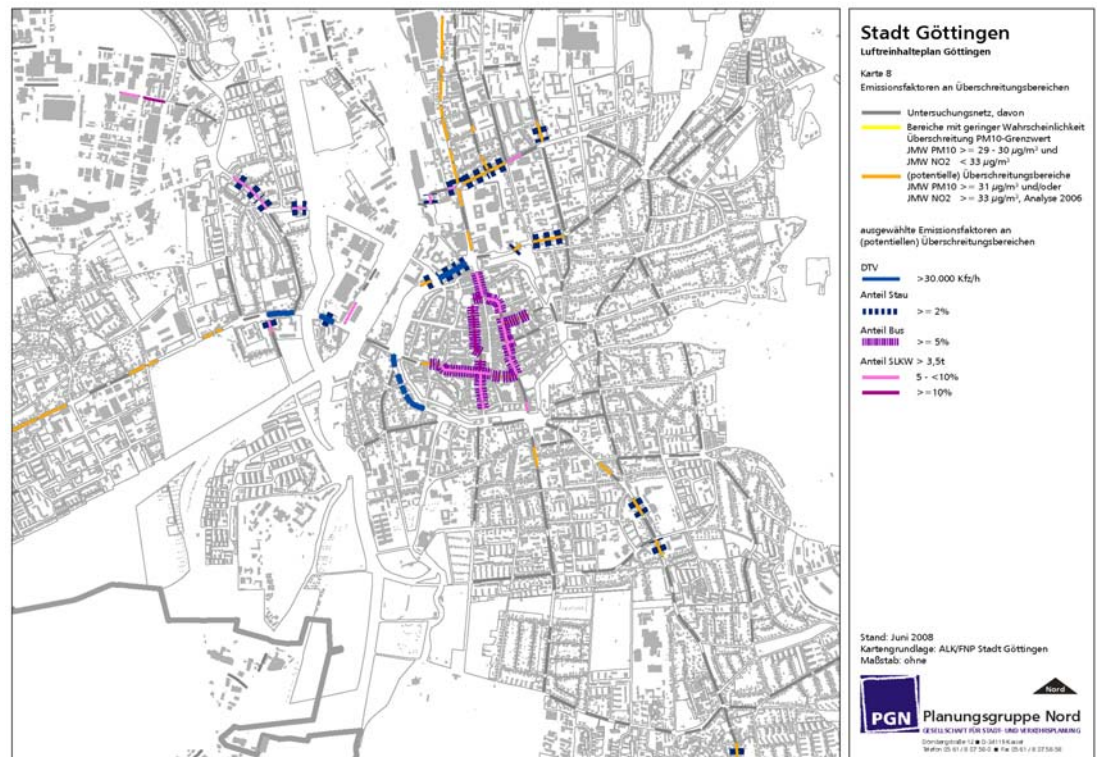 Stadt Göttingen
Luftreinhalteplan Göttingen
Karte 8
Emissionsfaktoren an Überschreitungsbereichen
Untersuchungsnetz, davon
Bereiche mit geringer Wahrscheinlichkeit
Überschreitung PM10-Grenzwert
JMW PM10 >= 29 - 30 µg/m³ und
JMW NO2 < 33 µg/m³
(potentielle) Überschreitungsbereiche
JMW PM10 >= 31 µg/m³ und/oder
JMW NO2 >= 33 µg/m³, Analyse 2006
ausgewählte Emissionsfaktoren an
(potentiellen) Überschreitungsbereichen
DTV
>30.000 Kfz/h
Anteil Stau
>= 2%
Anteil Bus
>= 5%
Anteil SLKW > 3,5t
5 - <10%
>=10%
Stand: Juni 2008
Kartengrundlage: ALK/FNP Stadt Göttingen
Maßstab: ohne
Nord
PGN Planungsgruppe Nord
GESELLSCHAFT FÜR STADT- UND VERKEHRSPLANUNG